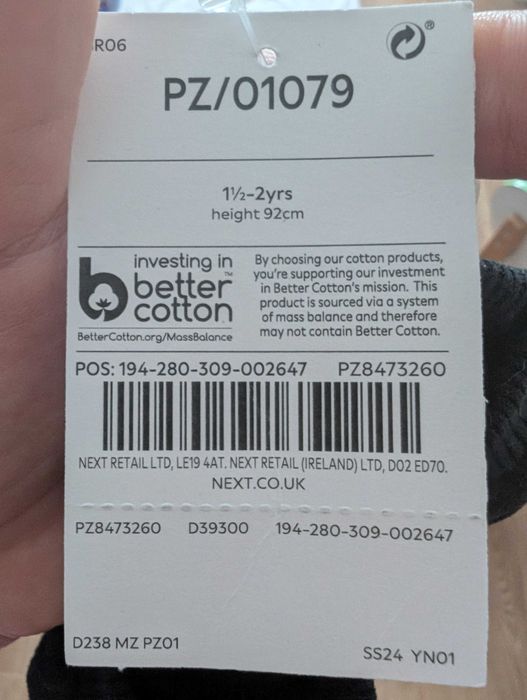 R06
PZ/01079
1½-2yrs
height 92cm
investing in
better
cotton™
BetterCotton.org/MassBalance
By choosing our cotton products,
you're supporting our investment
in Better Cotton's mission. This
product is sourced via a system
of mass balance and therefore
may not contain Better Cotton.
POS: 194-280-309-002647 PZ8473260
NEXT RETAIL LTD, LE19 4AT. NEXT RETAIL (IRELAND) LTD, D02 ED70.
NEXT.CO.UK
PZ8473260 D39300 194-280-309-002647
D238 MZ PZ01
SS24 YN01